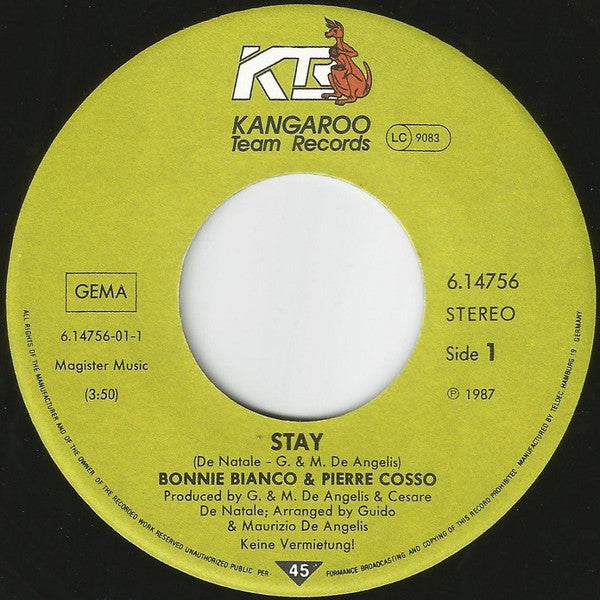 KTR
KANGAROO
Team Records
LC 9083
GEMA
6.14756-01-1
Magister Music
(3:50)
6.14756
STEREO
Side 1
℗ 1987
STAY
(De Natale - G. & M. De Angelis)
BONNIE BIANCO & PIERRE COSSO
Produced by G. & M. De Angelis & Cesare
De Natale; Arranged by Guido
& Maurizio De Angelis
Keine Vermietung!
45
ALL RIGHTS OF THE MANUFACTURER AND OF THE OWNER OF THE RECORDED WORK RESERVED UNAUTHORIZED PUBLIC PER-
FORMANCE BROADCASTING AND COPYING OF THIS RECORD PROHIBITED MANUFACTURED BY TELDEC HAMBURG 19 GERMANY